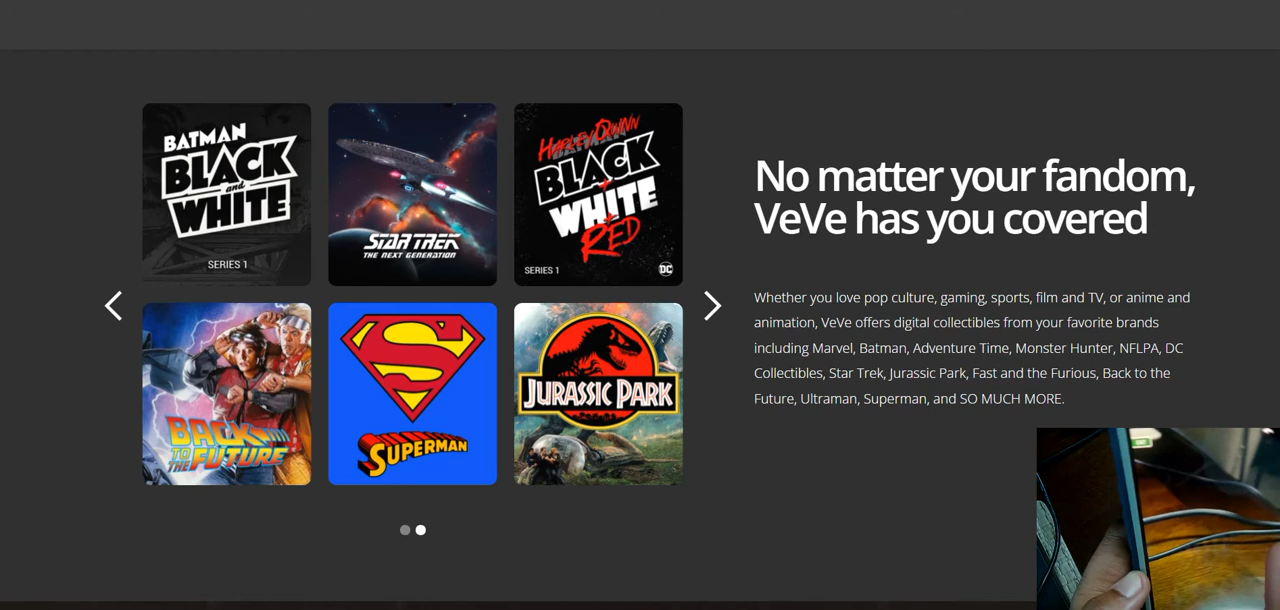 BATMAN
BLACK
and
WHITE
SERIES 1
STAR TREK
THE NEXT GENERATION
HARLEY QUINN
BATMAN
BLACK
+
WHITE
+
RED
SERIES 1
DC
BACK
TO THE FUTURE
S
SUPERMAN
JURASSIC PARK
No matter your fandom,
VeVe has you covered
Whether you love pop culture, gaming, sports, film and TV, or anime and
animation, VeVe offers digital collectibles from your favorite brands
including Marvel, Batman, Adventure Time, Monster Hunter, NFLPA, DC
Collectibles, Star Trek, Jurassic Park, Fast and the Furious, Back to the
Future, Ultraman, Superman, and SO MUCH MORE.